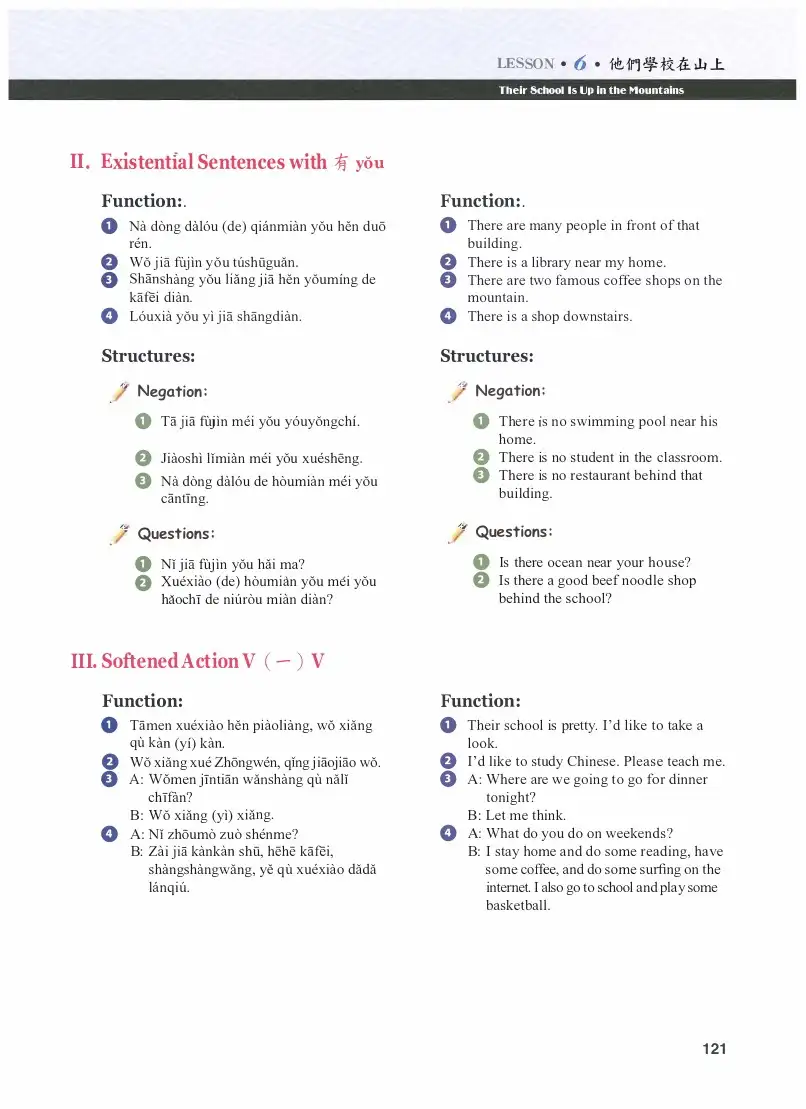 LESSON • 6 • 他們學校在山上
Their School Is Up in the Mountains
II. Existential Sentences with 有 yǒu
Function:.
1 Nà dòng dàlóu (de) qiánmiàn yǒu hěn duō
rén.
2 Wǒ jiā fùjìn yǒu túshūguǎn.
3 Shānshàng yǒu liǎng jiā hěn yǒumíng de
kāfēi diàn.
4 Lóuxià yǒu yì jiā shāngdiàn.
Structures:
Negation:
1 Tā jiā fùjìn méi yǒu yóuyǒngchí.
2 Jiàoshì lǐmiàn méi yǒu xuéshēng.
3 Nà dòng dàlóu de hòumiàn méi yǒu
cāntīng.
Questions:
1 Nǐ jiā fùjìn yǒu hǎi ma?
2 Xuéxiào (de) hòumiàn yǒu méi yǒu
hǎochī de niúròu miàn diàn?
Function:.
1 There are many people in front of that
building.
2 There is a library near my home.
3 There are two famous coffee shops on the
mountain.
4 There is a shop downstairs.
Structures:
Negation:
1 There is no swimming pool near his
home.
2 There is no student in the classroom.
3 There is no restaurant behind that
building.
Questions:
1 Is there ocean near your house?
2 Is there a good beef noodle shop
behind the school?
III. Softened Action V（一）V
Function:
1 Tāmen xuéxiào hěn piàoliàng, wǒ xiǎng
qù kàn (yí) kàn.
2 Wǒ xiǎng xué Zhōngwén, qǐng jiāojiāo wǒ.
3 A: Wǒmen jīntiān wǎnshàng qù nǎlǐ
chīfàn?
B: Wǒ xiǎng (yì) xiǎng.
4 A: Nǐ zhōumò zuò shénme?
B: Zài jiā kànkàn shū, hēhē kāfēi,
shàngshàngwǎng, yě qù xuéxiào dǎdǎ
lánqiú.
Function:
1 Their school is pretty. I’d like to take a
look.
2 I’d like to study Chinese. Please teach me.
3 A: Where are we going to go for dinner
tonight?
B: Let me think.
4 A: What do you do on weekends?
B: I stay home and do some reading, have
some coffee, and do some surfing on the
internet. I also go to school and play some
basketball.
121